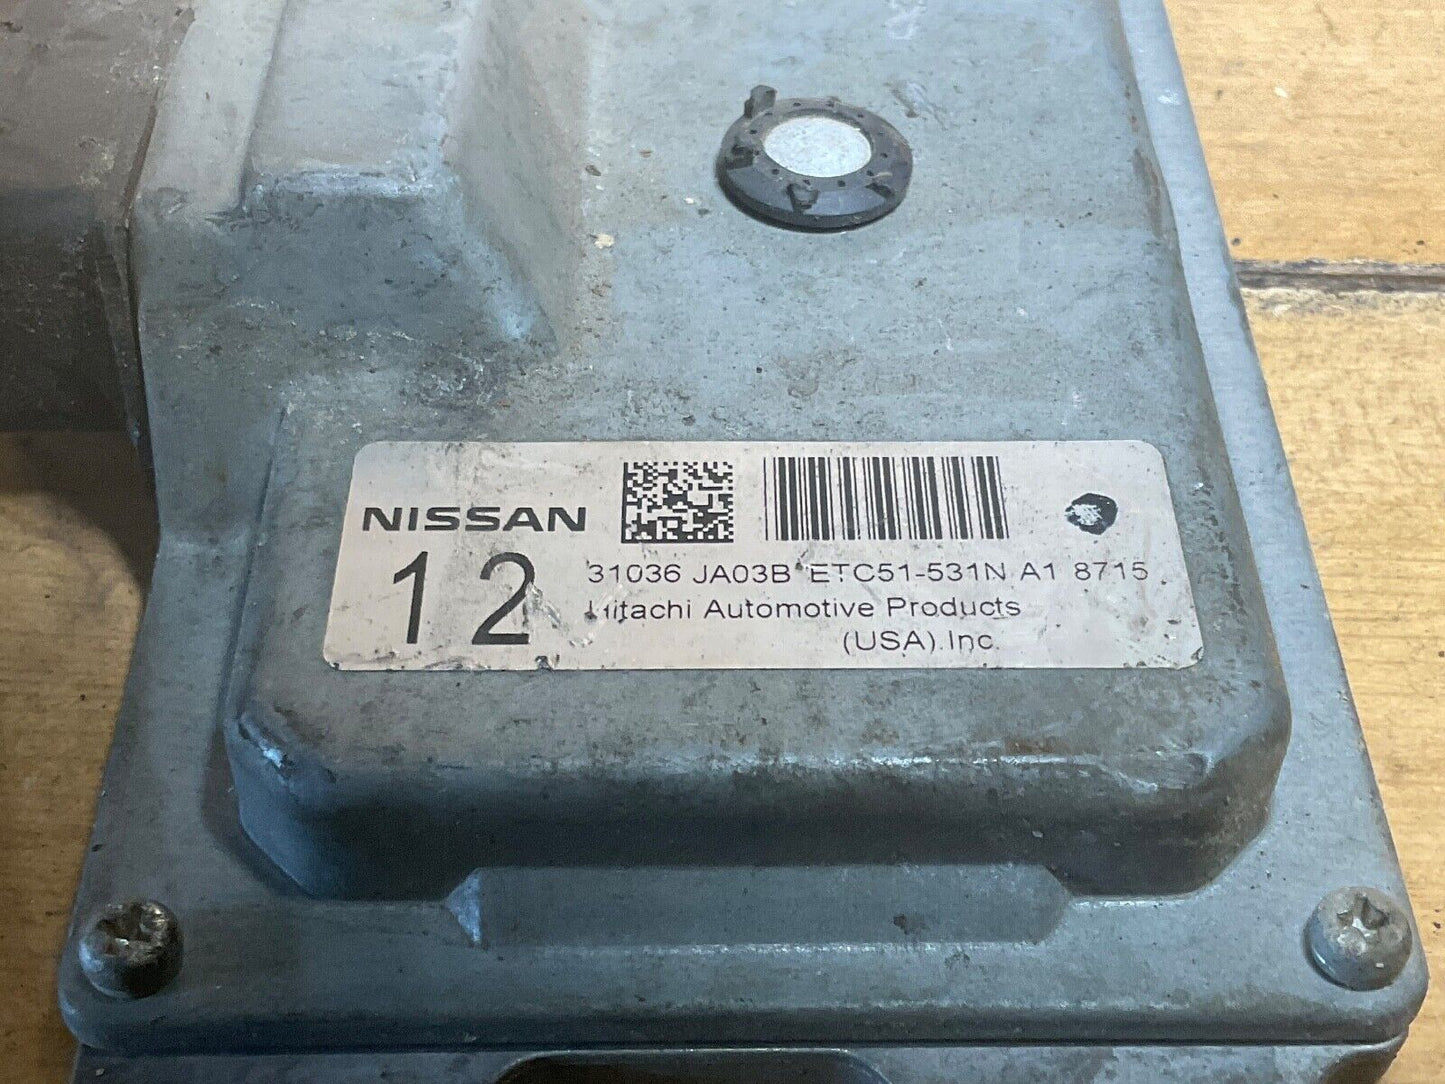 NISSAN
12
31036 JA03B ETC51-531N A1 8715
Hitachi Automotive Products
(USA).Inc.